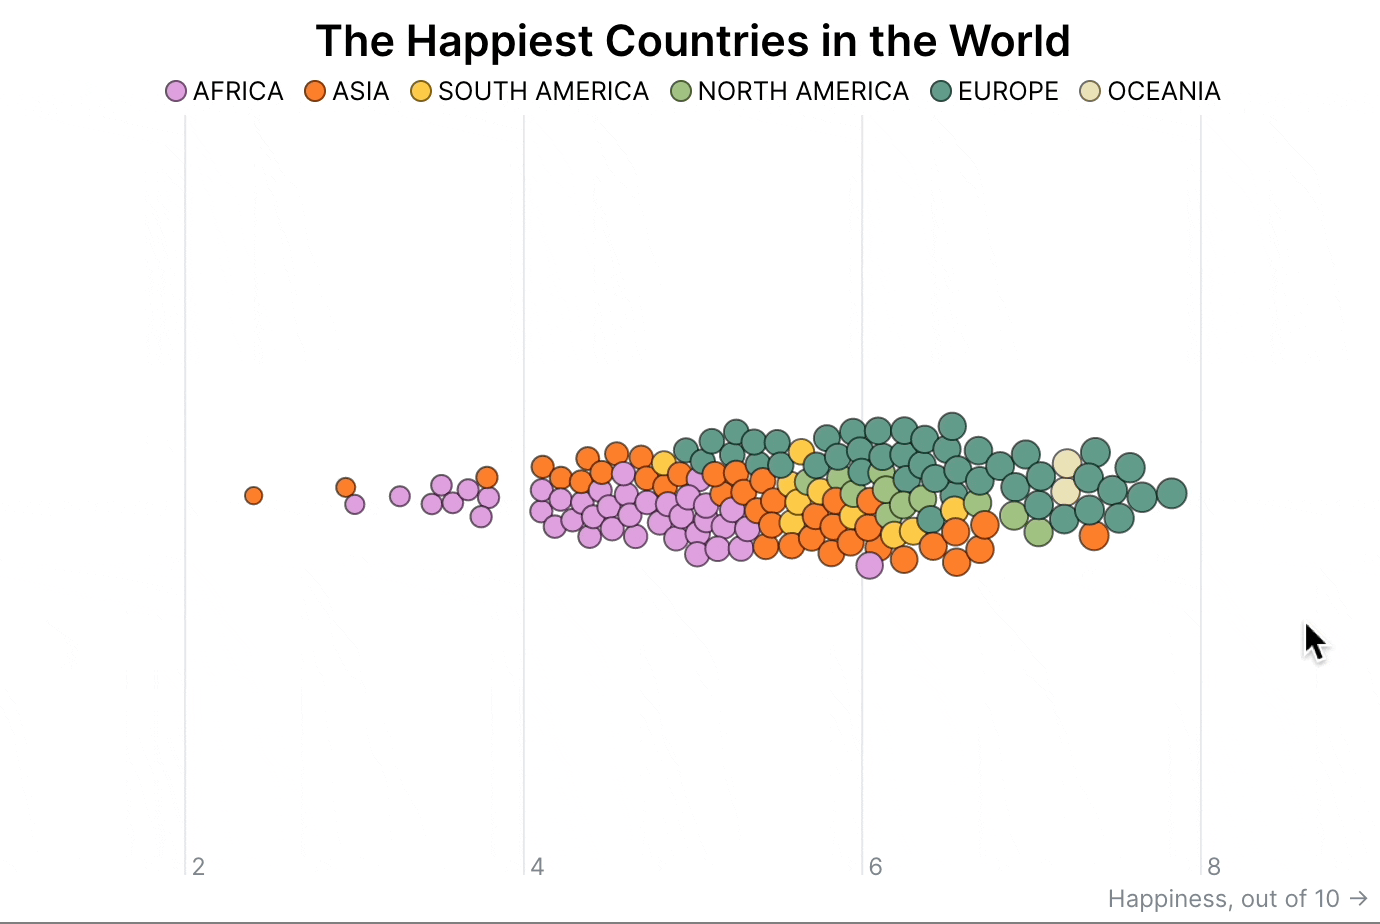 The Happiest Countries in the World
AFRICA ASIA SOUTH AMERICA NORTH AMERICA EUROPE OCEANIA
2 4 6 8
Happiness, out of 10 →